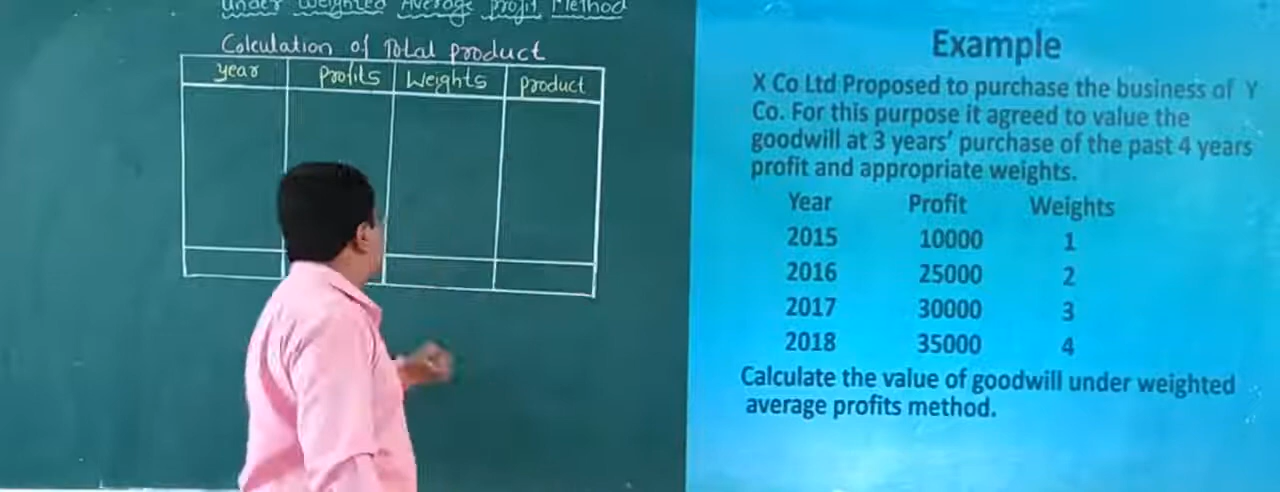 under Weighted Average Profit Method
Calculation of Total product
year Profits Weights product
Example
X Co Ltd Proposed to purchase the business of Y
Co. For this purpose it agreed to value the
goodwill at 3 years’ purchase of the past 4 years
profit and appropriate weights.
Year Profit Weights
2015 10000 1
2016 25000 2
2017 30000 3
2018 35000 4
Calculate the value of goodwill under weighted
average profits method.